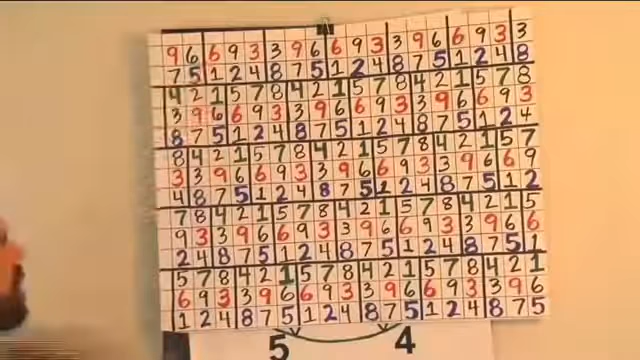 9 6 6 9 3 3 9 6 6 9 3 3 9 6 6 9 3 3
7 5 1 2 4 8 7 5 1 2 4 8 7 5 1 2 4 8
4 2 1 5 7 8 4 2 1 5 7 8 4 2 1 5 7 8
3 9 6 6 9 3 3 9 6 6 9 3 3 9 6 6 9 3
8 7 5 1 2 4 8 7 5 1 2 4 8 7 5 1 2 4
8 4 2 1 5 7 8 4 2 1 5 7 8 4 2 1 5 7
3 3 9 6 6 9 3 3 9 6 6 9 3 3 9 6 6 9
4 8 7 5 1 2 4 8 7 5 1 2 4 8 7 5 1 2
7 8 4 2 1 5 7 8 4 2 1 5 7 8 4 2 1 5
9 3 3 9 6 6 9 3 3 9 6 6 9 3 3 9 6 6
2 4 8 7 5 1 2 4 8 7 5 1 2 4 8 7 5 1
5 7 8 4 2 1 5 7 8 4 2 1 5 7 8 4 2 1
6 9 3 3 9 6 6 9 3 3 9 6 6 9 3 3 9 6
1 2 4 8 7 5 1 2 4 8 7 5 1 2 4 8 7 5
5 4